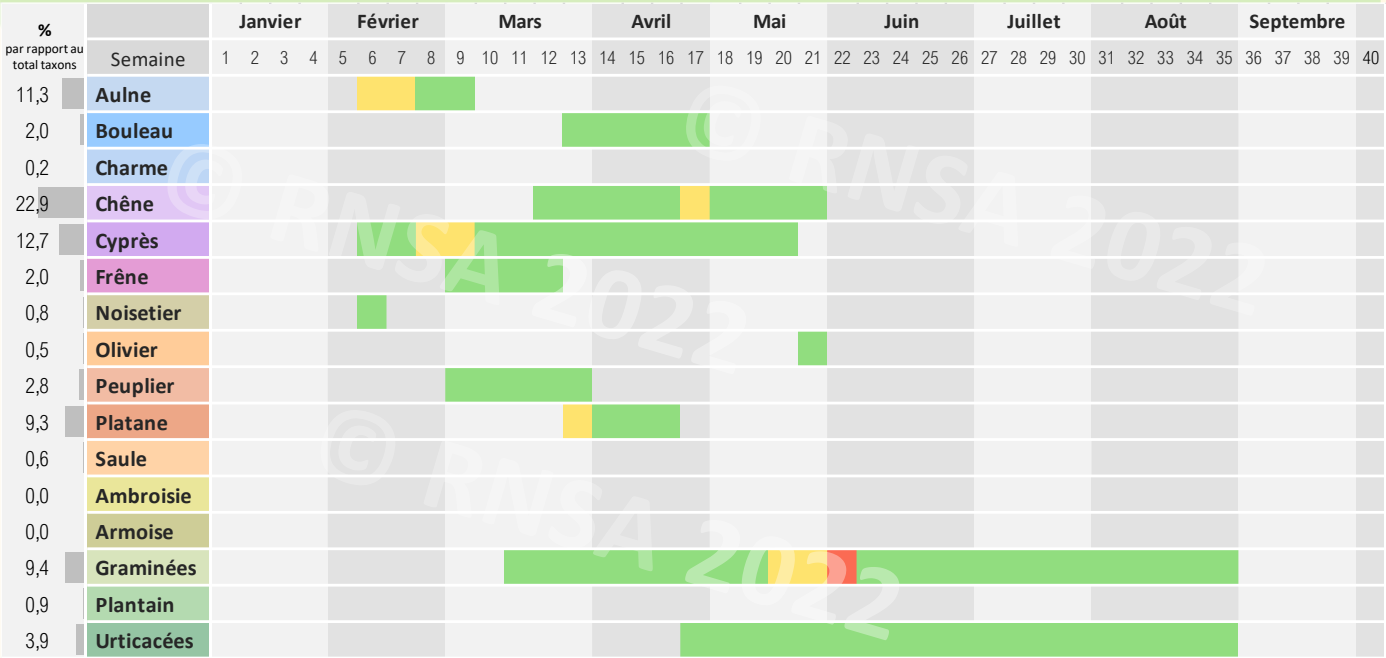 %
par rapport au
total taxons
Janvier Février Mars Avril Mai Juin Juillet Août Septembre
Semaine 1 2 3 4 5 6 7 8 9 10 11 12 13 14 15 16 17 18 19 20 21 22 23 24 25 26 27 28 29 30 31 32 33 34 35 36 37 38 39 40
11,3 Aulne
2,0 Bouleau
0,2 Charme
22,9 Chêne
12,7 Cyprès
2,0 Frêne
0,8 Noisetier
0,5 Olivier
2,8 Peuplier
9,3 Platane
0,6 Saule
0,0 Ambroisie
0,0 Armoise
9,4 Graminées
0,9 Plantain
3,9 Urticacées
© RNSA 2022
© RNSA 2022
© RNSA 2022